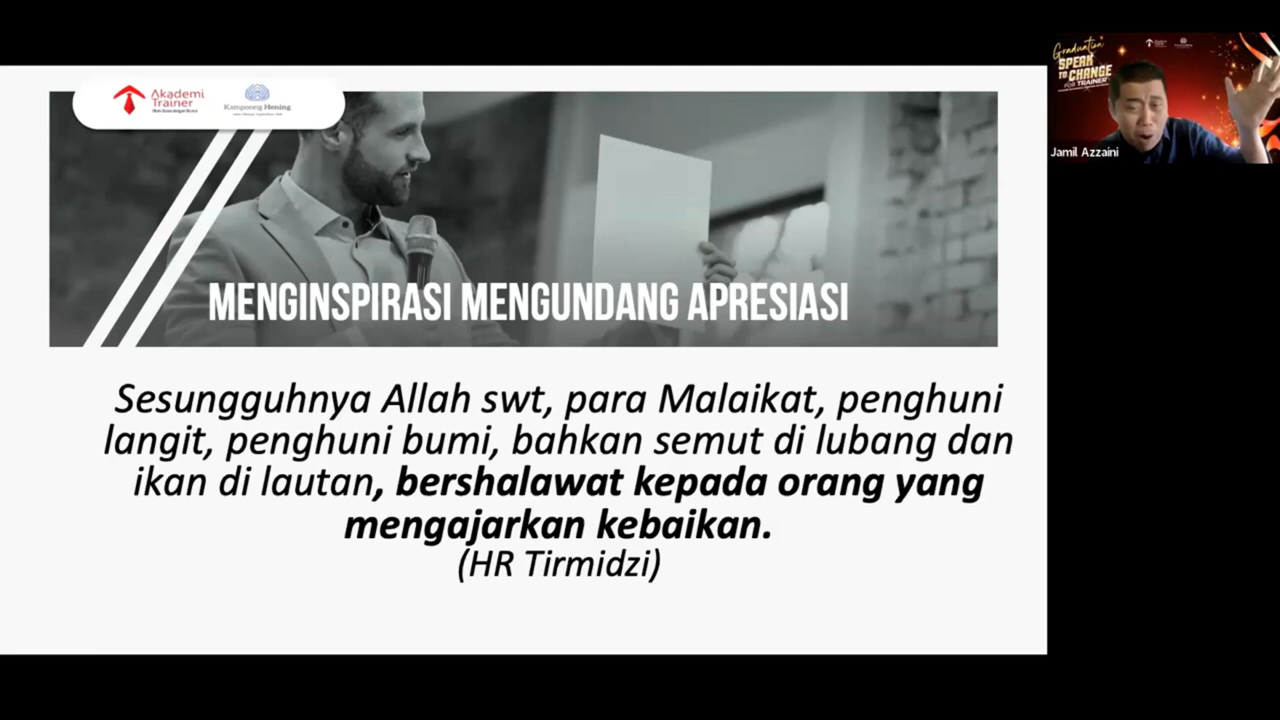 Akademi
Trainer
Kampoeng Hening
MENGINSPIRASI MENGUNDANG APRESIASI
Sesungguhnya Allah swt, para Malaikat, penghuni
langit, penghuni bumi, bahkan semut di lubang dan
ikan di lautan, bershalawat kepada orang yang
mengajarkan kebaikan.
(HR Tirmidzi)
Graduation
SPEAK
TO CHANGE
FOR TRAINER
Jamil Azzaini